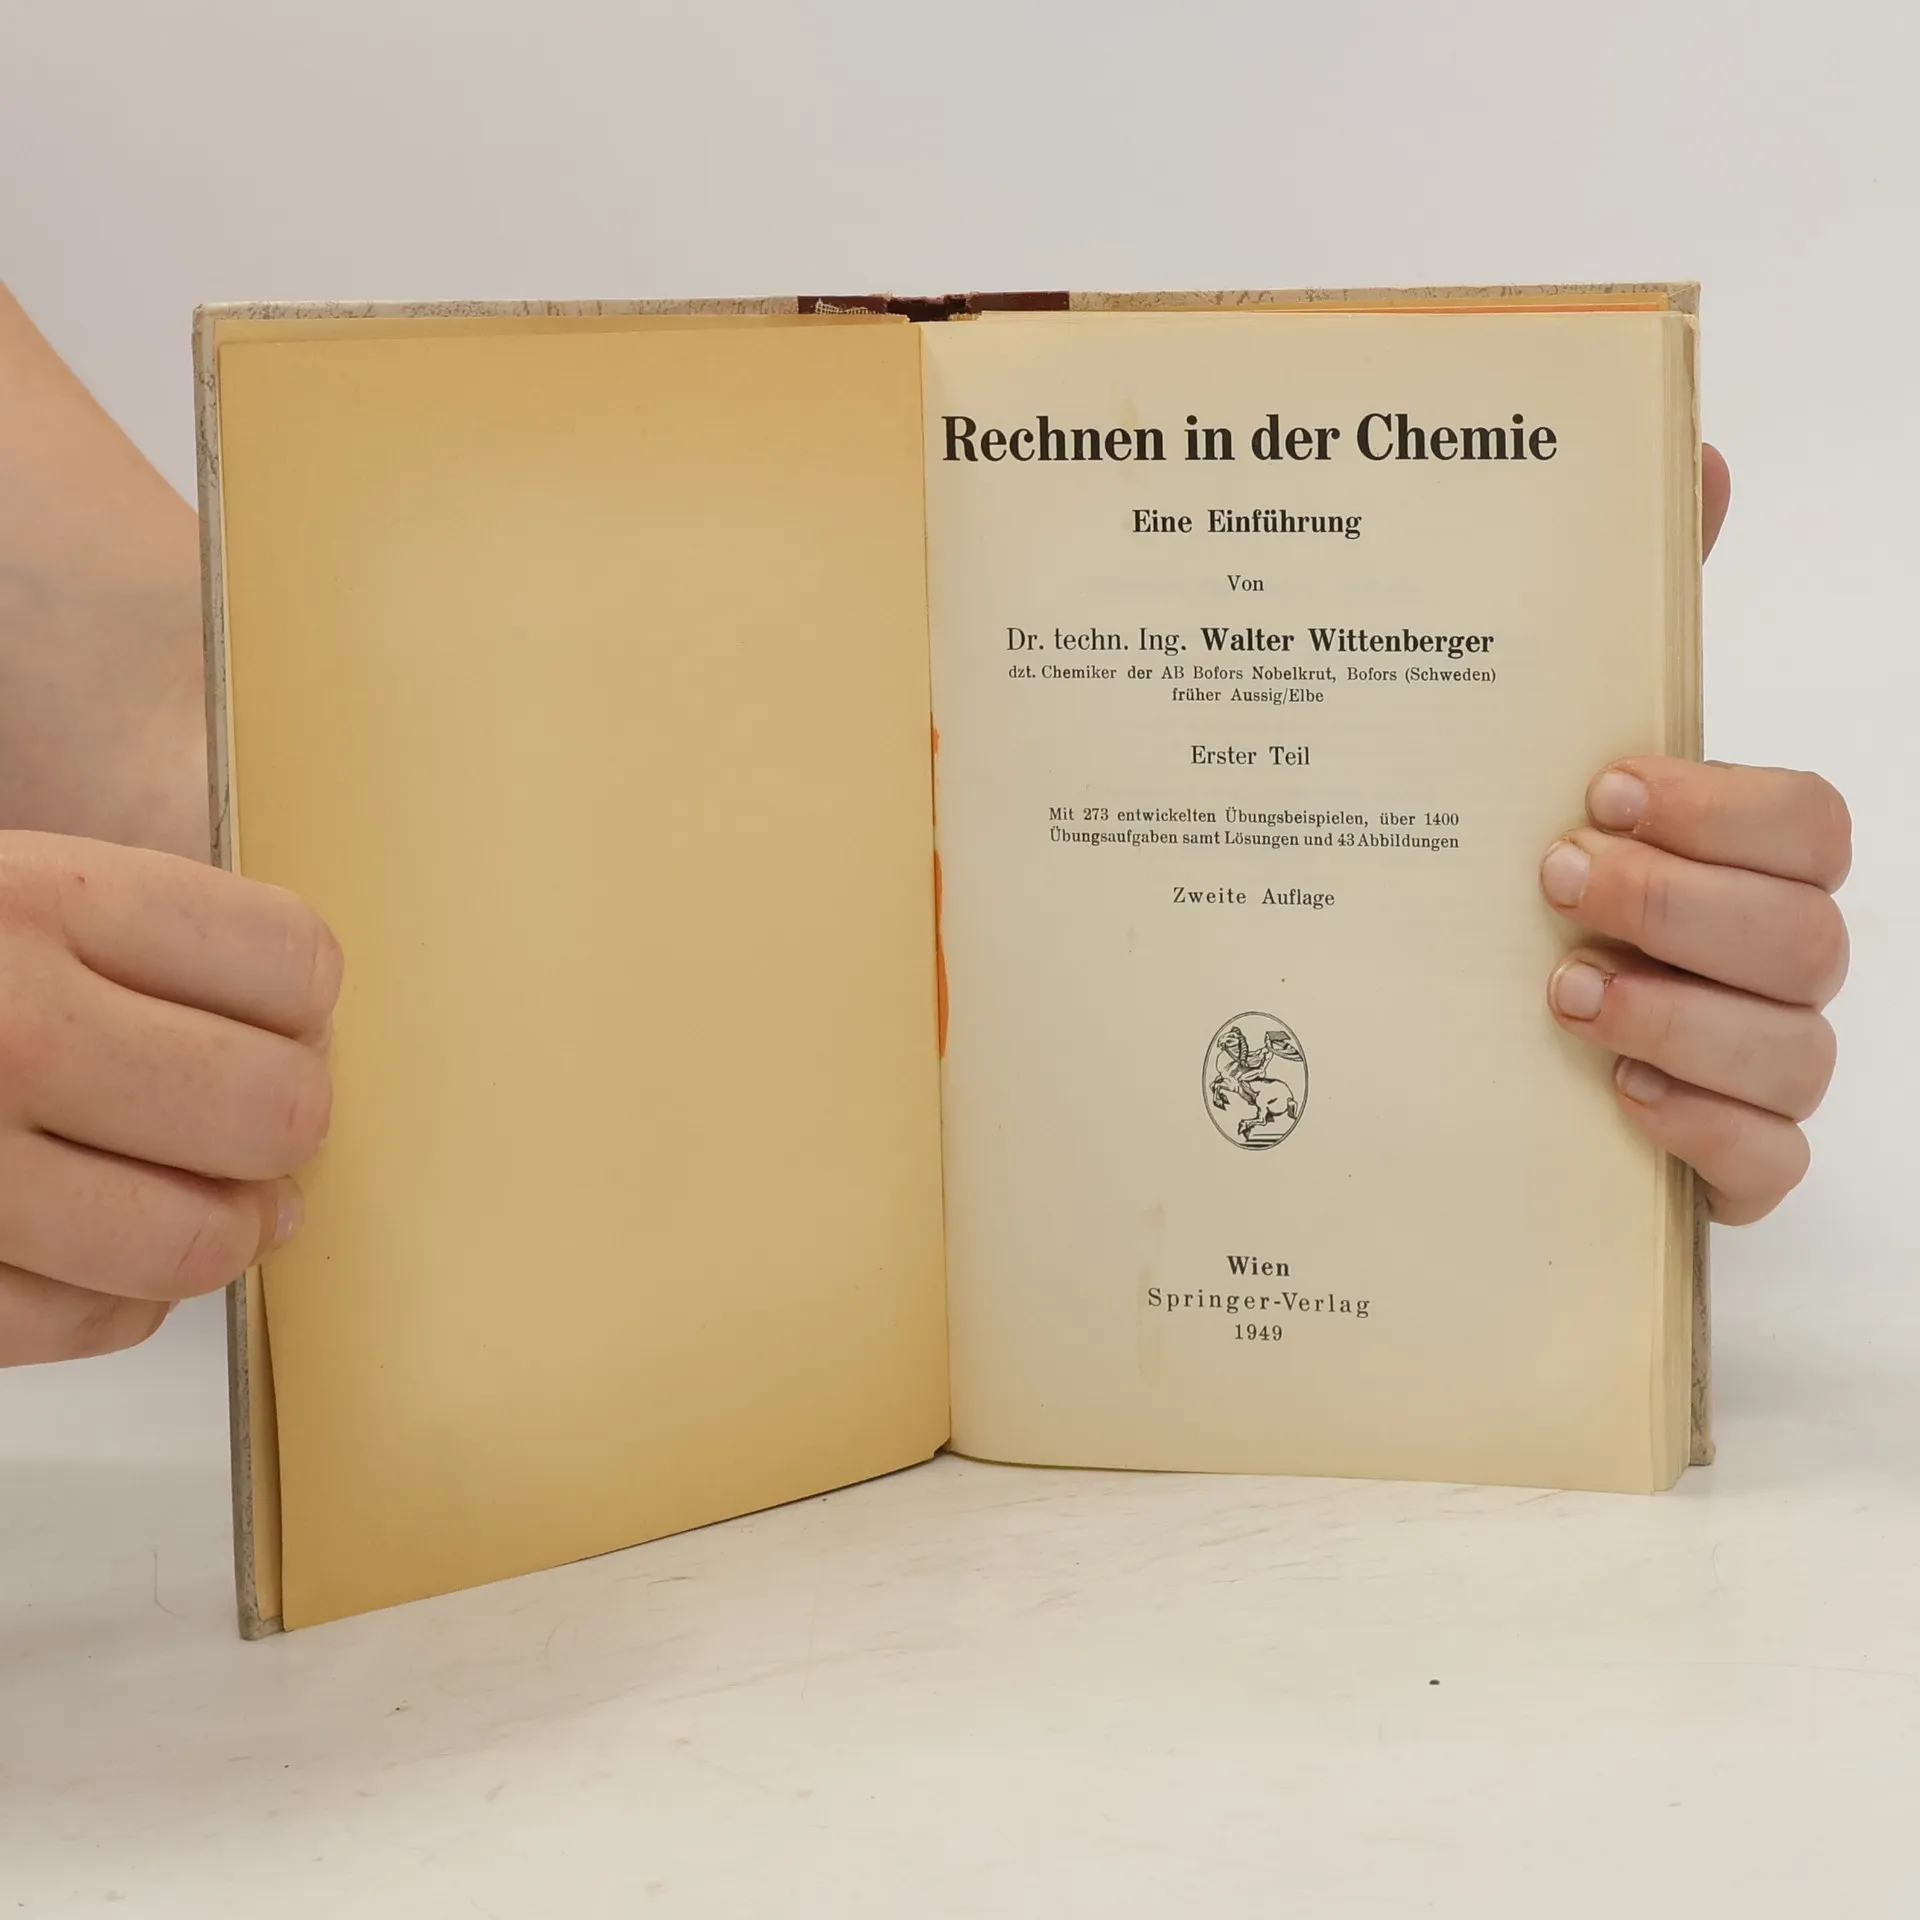 Rechnen in der Chemie
Eine Einführung
Von
Dr. techn. Ing. Walter Wittenberger
dzt. Chemiker der AB Bofors Nobelkrut, Bofors (Schweden)
früher Aussig/Elbe
Erster Teil
Mit 273 entwickelten Übungsbeispielen, über 1400
Übungsaufgaben samt Lösungen und 43 Abbildungen
Zweite Auflage
Wien
Springer-Verlag
1949